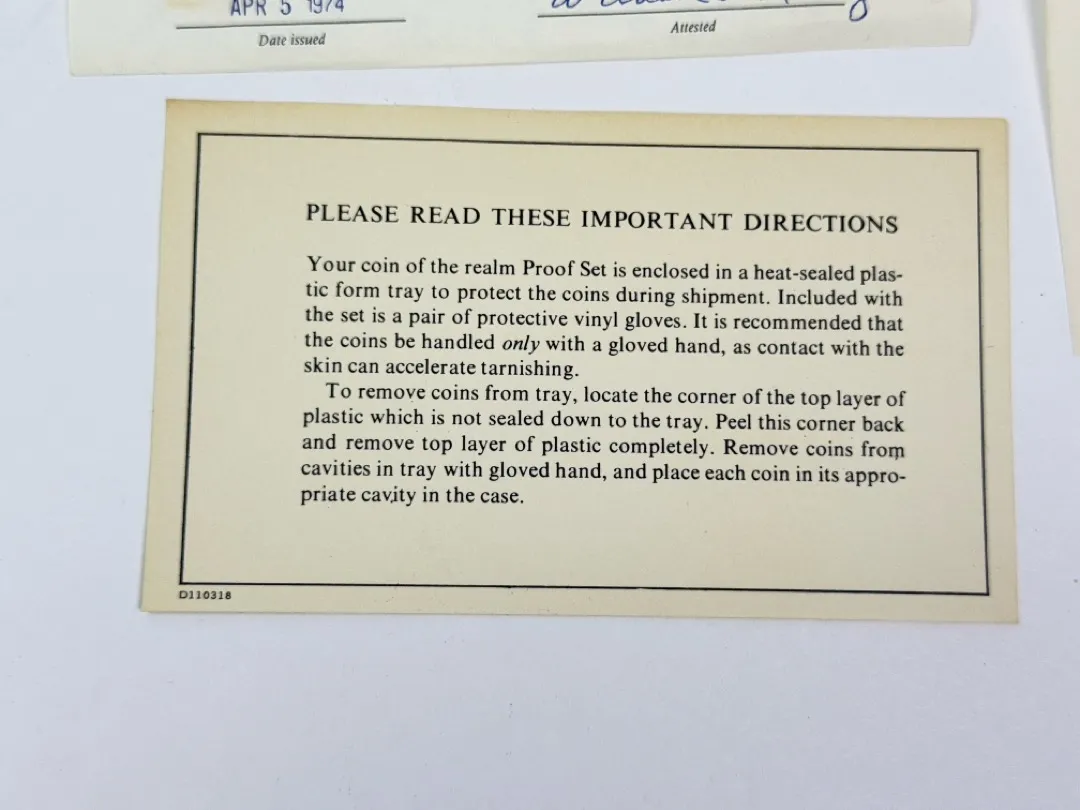 APR 5 1974
Date issued
Attested
PLEASE READ THESE IMPORTANT DIRECTIONS
Your coin of the realm Proof Set is enclosed in a heat-sealed plas-
tic form tray to protect the coins during shipment. Included with
the set is a pair of protective vinyl gloves. It is recommended that
the coins be handled only with a gloved hand, as contact with the
skin can accelerate tarnishing.
To remove coins from tray, locate the corner of the top layer of
plastic which is not sealed down to the tray. Peel this corner back
and remove top layer of plastic completely. Remove coins from
cavities in tray with gloved hand, and place each coin in its appro-
priate cavity in the case.
D110318